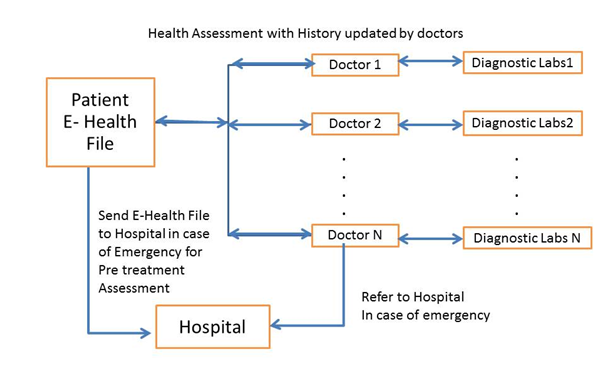 Health Assessment with History updated by doctors
Doctor 1
Diagnostic Labs1
Patient
E- Health
File
Doctor 2
Diagnostic Labs2
Send E-Health File
to Hospital in case
of Emergency for
Pre treatment
Assessment
Doctor N
Diagnostic Labs N
Refer to Hospital
In case of emergency
Hospital